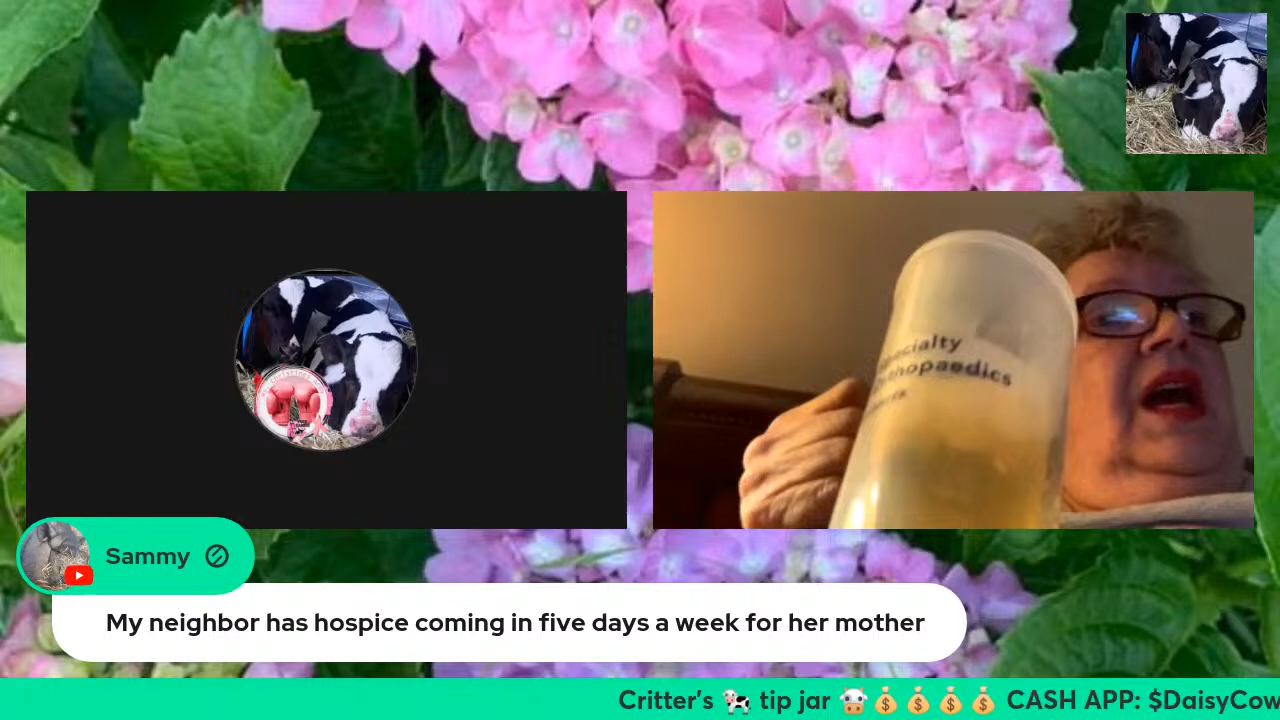 Orthopaedics
Sammy
My neighbor has hospice coming in five days a week for her mother
Critter's 🐄 tip jar 🐮💰💰💰💰 CASH APP: $DaisyCow